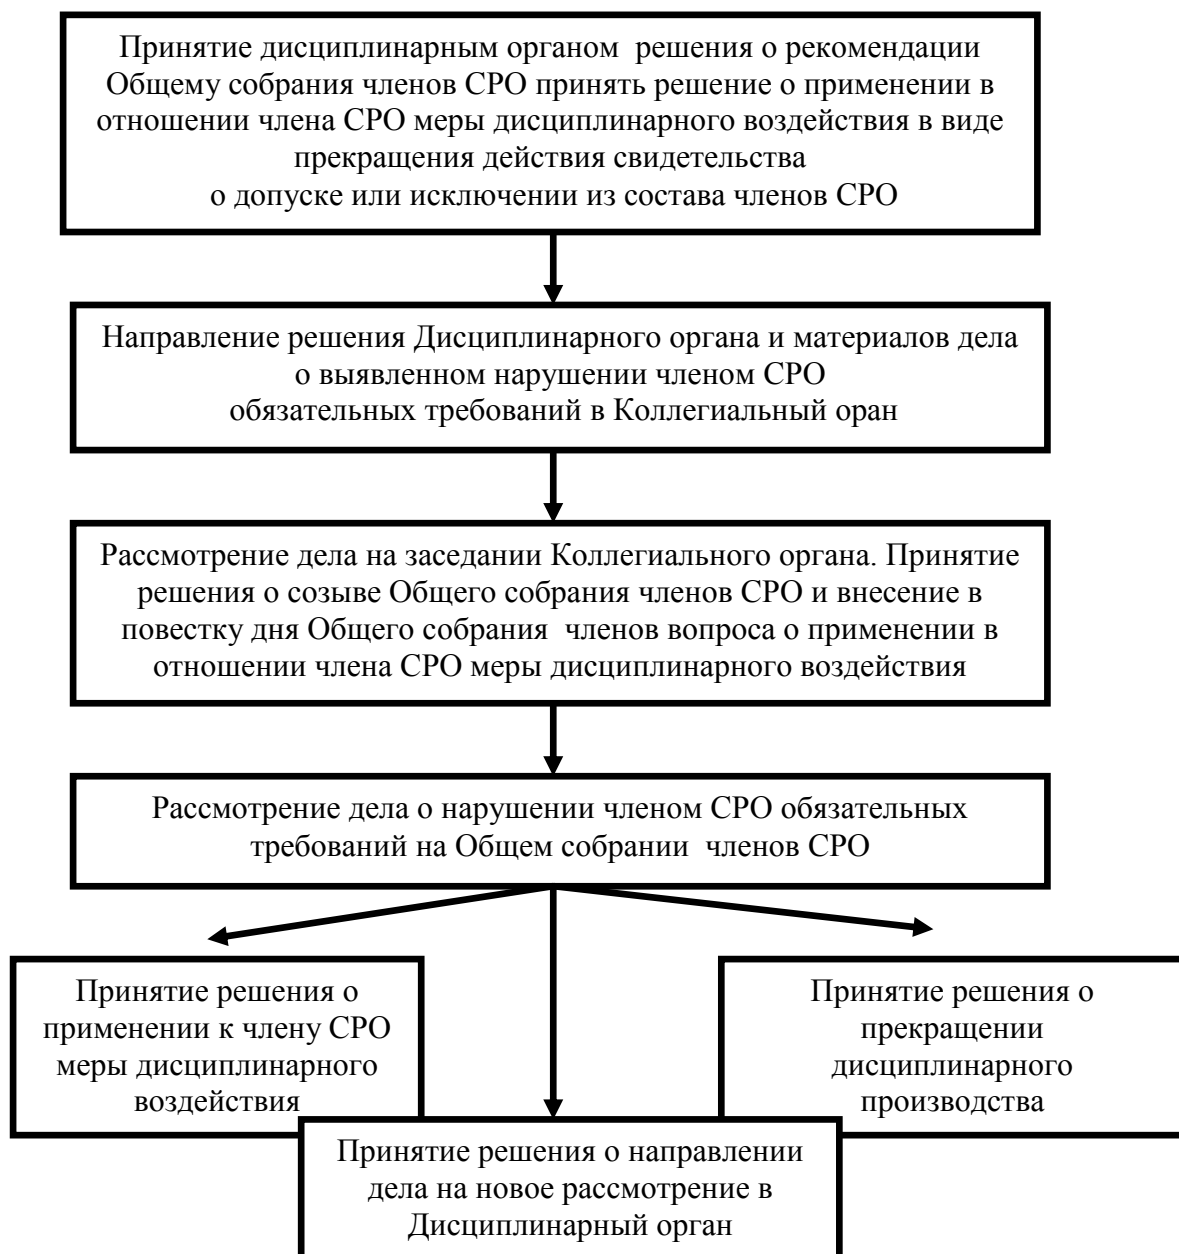 Принятие дисциплинарным органом  решения о рекомендации
Общему собрания членов СРО принять решение о применении в
отношении члена СРО меры дисциплинарного воздействия в виде
прекращения действия свидетельства
о допуске или исключении из состава членов СРО
Направление решения Дисциплинарного органа и материалов дела
о выявленном нарушении членом СРО
обязательных требований в Коллегиальный оран
Рассмотрение дела на заседании Коллегиального органа. Принятие
решения о созыве Общего собрания членов СРО и внесение в
повестку дня Общего собрания  членов вопроса о применении в
отношении члена СРО меры дисциплинарного воздействия
Рассмотрение дела о нарушении членом СРО обязательных
требований на Общем собрании  членов СРО
Принятие решения о
применении к члену СРО
меры дисциплинарного
воздействия
Принятие решения о
прекращении
дисциплинарного
производства
Принятие решения о направлении
дела на новое рассмотрение в
Дисциплинарный орган